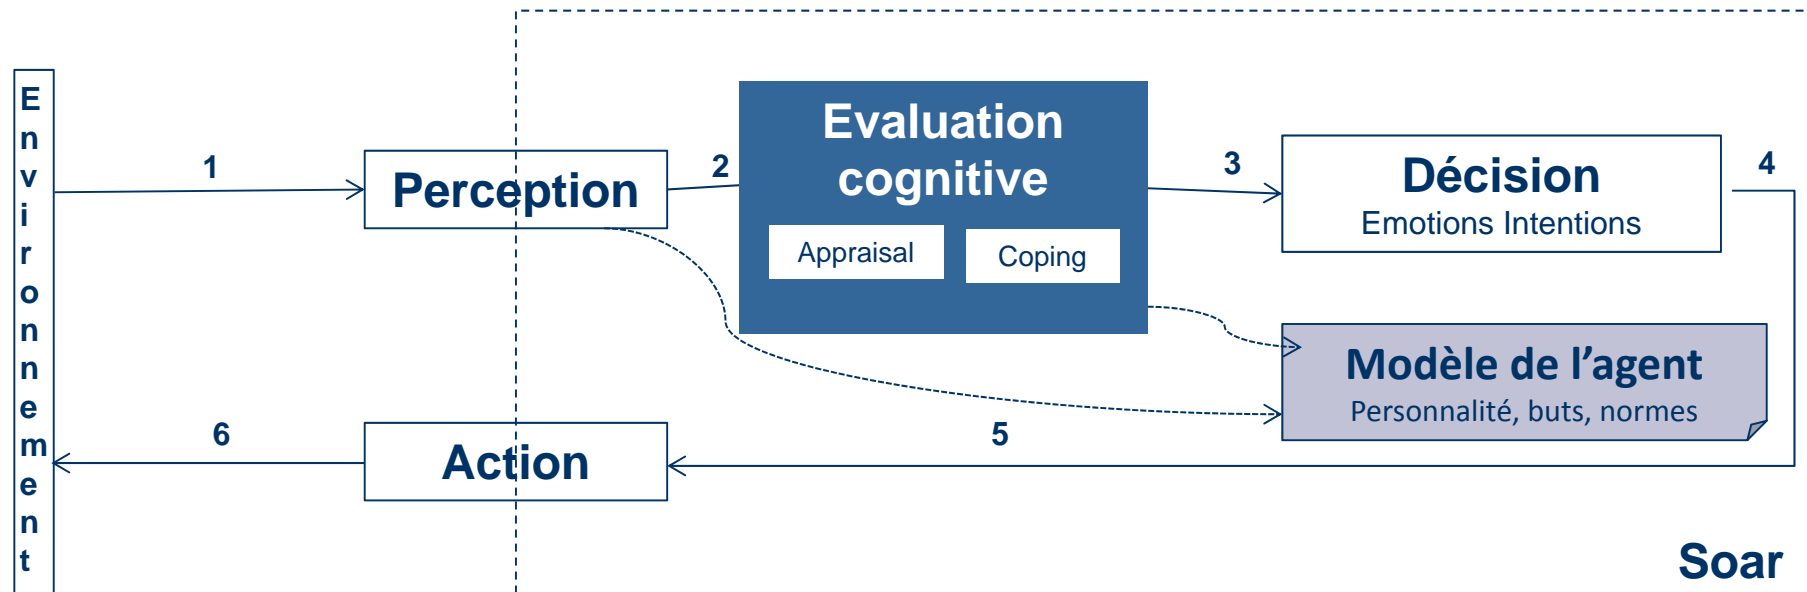 Environnement
1
Perception
2
Evaluation
cognitive
Appraisal
Coping
3
Décision
Emotions Intentions
4
Modèle de l’agent
Personnalité, buts, normes
5
Action
6
Soar